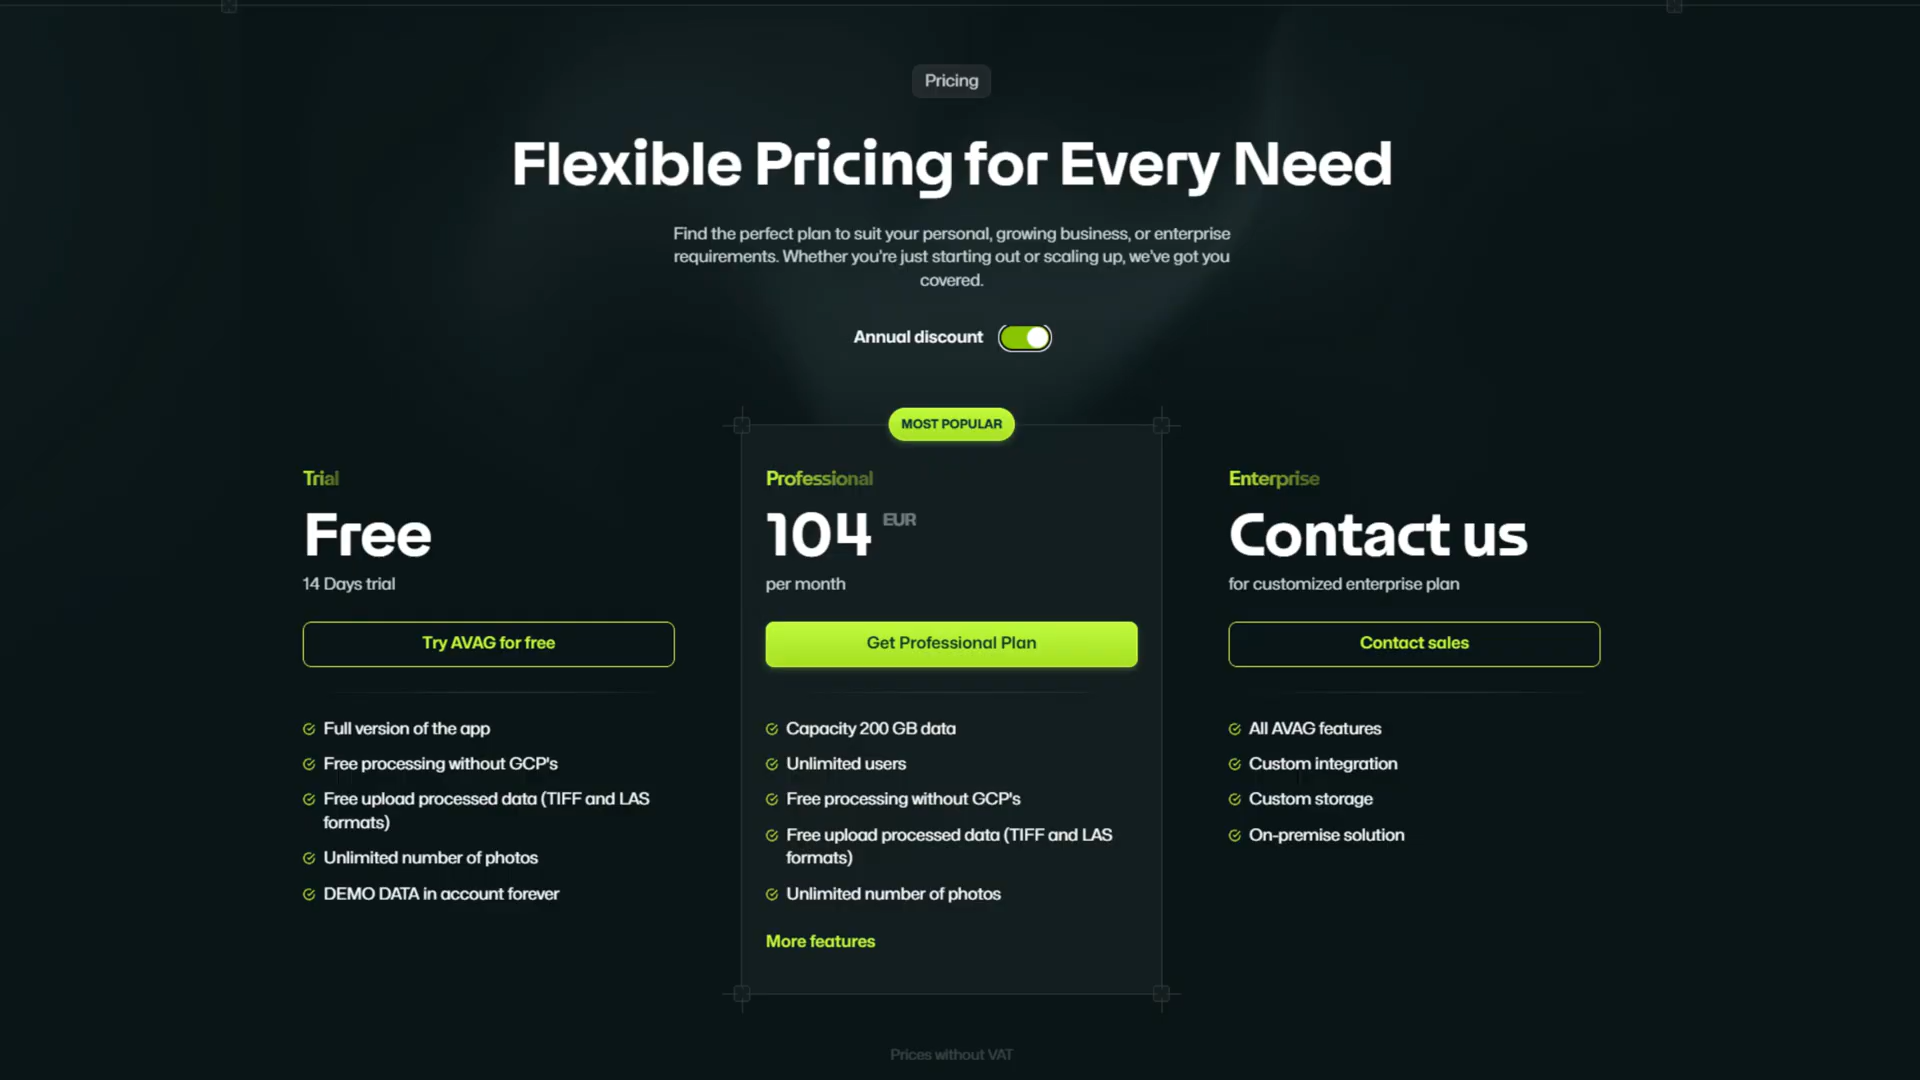 Pricing
Flexible Pricing for Every Need
Find the perfect plan to suit your personal, growing business, or enterprise
requirements. Whether you're just starting out or scaling up, we've got you
covered.
Annual discount
MOST POPULAR
Trial
Free
14 Days trial
Try AVAG for free
Full version of the app
Free processing without GCP's
Free upload processed data (TIFF and LAS
formats)
Unlimited number of photos
DEMO DATA in account forever
Professional
104 EUR
per month
Get Professional Plan
Capacity 200 GB data
Unlimited users
Free processing without GCP's
Free upload processed data (TIFF and LAS
formats)
Unlimited number of photos
More features
Enterprise
Contact us
for customized enterprise plan
Contact sales
All AVAG features
Custom integration
Custom storage
On-premise solution
Prices without VAT